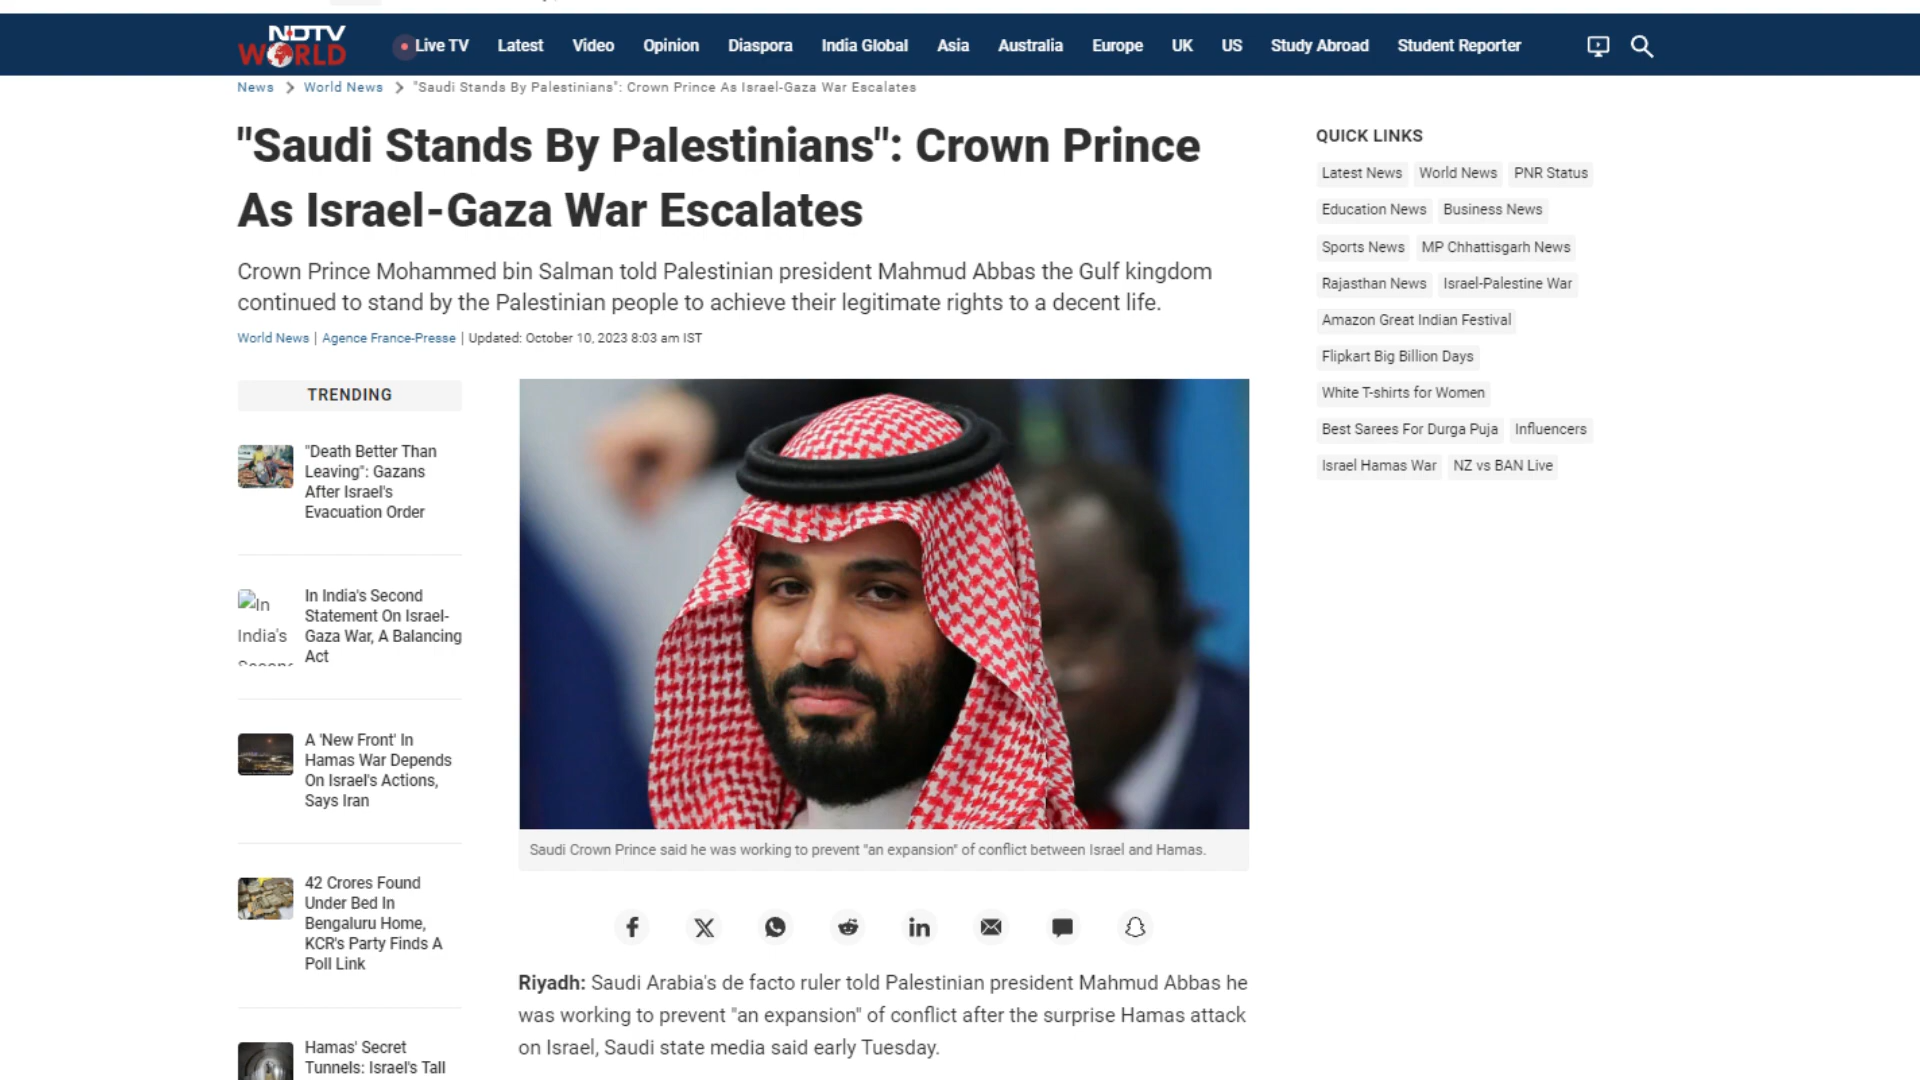 NDTV
WORLD
Live TV
Latest
Video
Opinion
Diaspora
India Global
Asia
Australia
Europe
UK
US
Study Abroad
Student Reporter
News
World News
"Saudi Stands By Palestinians": Crown Prince As Israel-Gaza War Escalates
"Saudi Stands By Palestinians": Crown Prince
As Israel-Gaza War Escalates
Crown Prince Mohammed bin Salman told Palestinian president Mahmud Abbas the Gulf kingdom
continued to stand by the Palestinian people to achieve their legitimate rights to a decent life.
World News | Agence France-Presse | Updated: October 10, 2023 8:03 am IST
TRENDING
"Death Better Than
Leaving": Gazans
After Israel's
Evacuation Order
In
India's
In India's Second
Statement On Israel-
Gaza War, A Balancing
Act
A 'New Front' In
Hamas War Depends
On Israel's Actions,
Says Iran
42 Crores Found
Under Bed In
Bengaluru Home,
KCR's Party Finds A
Poll Link
Hamas' Secret
Tunnels: Israel's Tall
Saudi Crown Prince said he was working to prevent "an expansion" of conflict between Israel and Hamas.
Riyadh: Saudi Arabia's de facto ruler told Palestinian president Mahmud Abbas he
was working to prevent "an expansion" of conflict after the surprise Hamas attack
on Israel, Saudi state media said early Tuesday.
QUICK LINKS
Latest News
World News
PNR Status
Education News
Business News
Sports News
MP Chhattisgarh News
Rajasthan News
Israel-Palestine War
Amazon Great Indian Festival
Flipkart Big Billion Days
White T-shirts for Women
Best Sarees For Durga Puja
Influencers
Israel Hamas War
NZ vs BAN Live